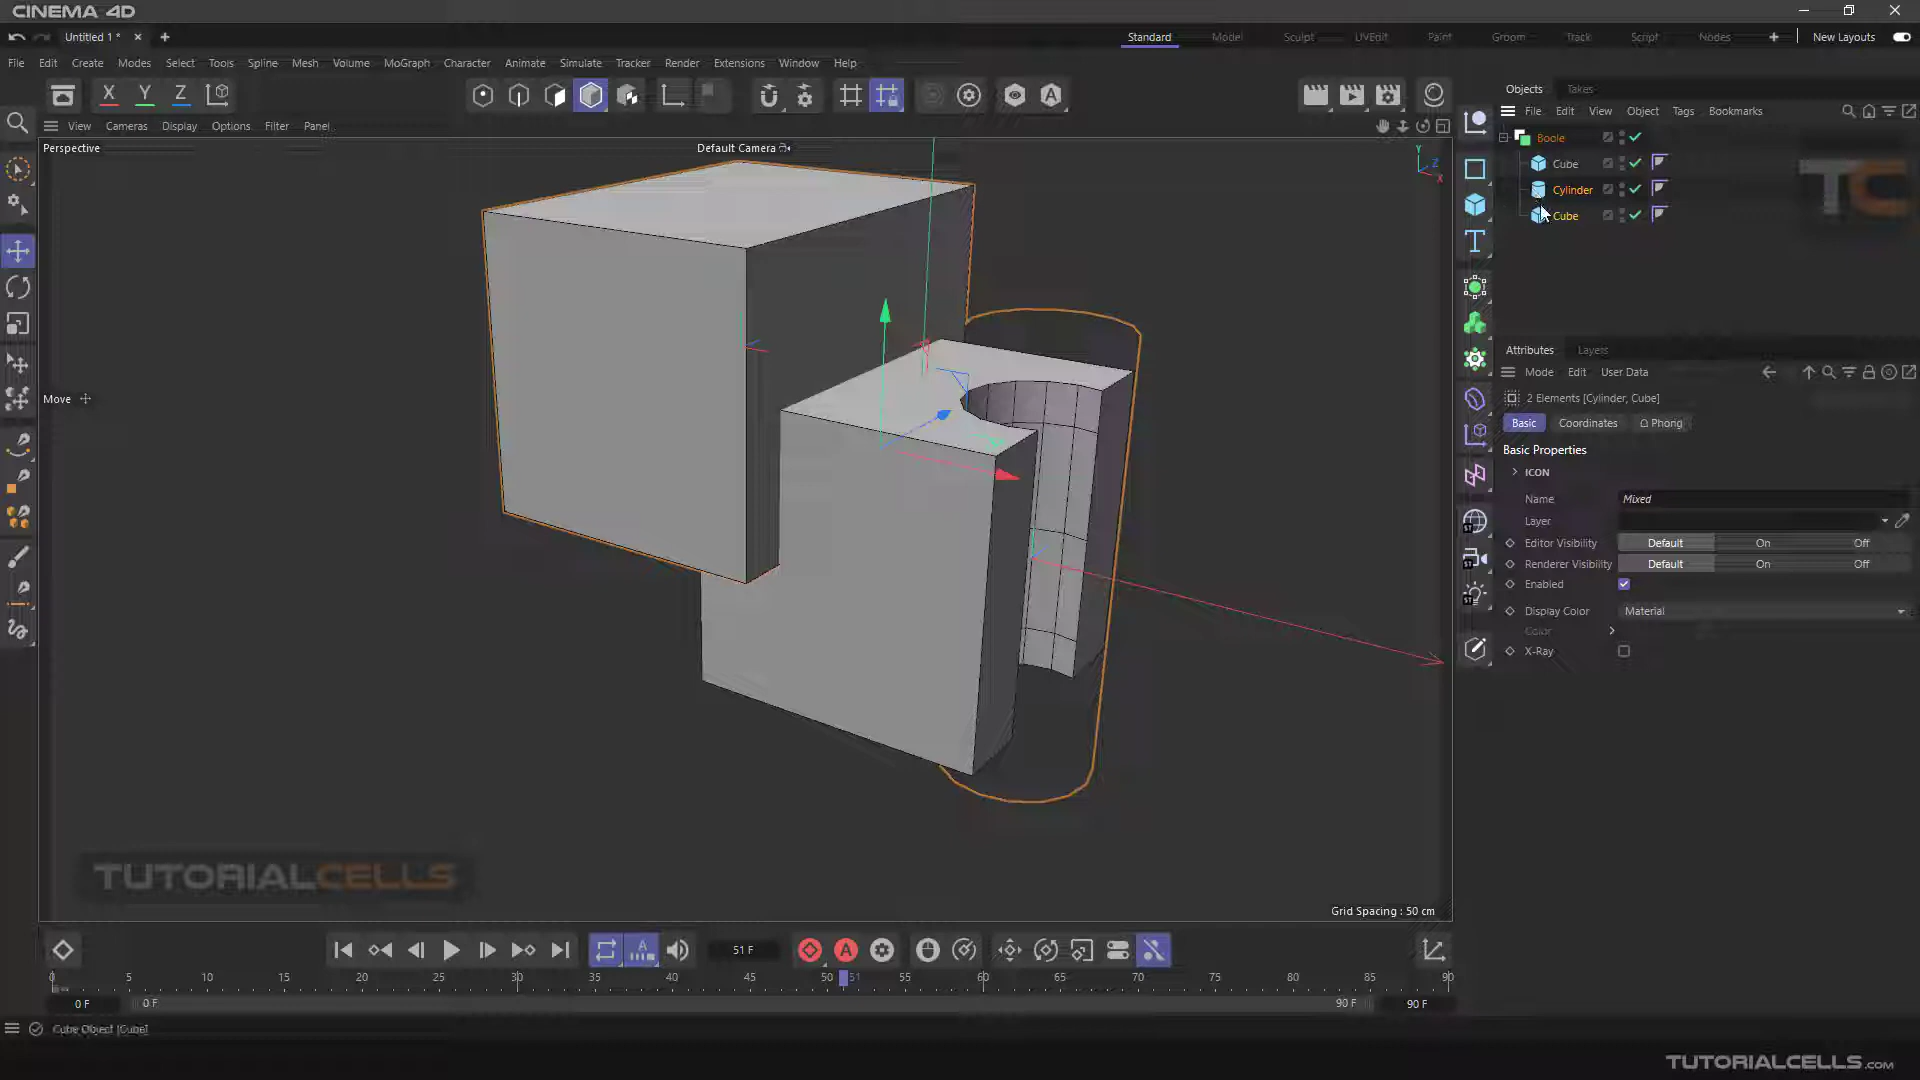 CINEMA 4D
Untitled 1 *
Standard Model Sculpt UVEdit Paint Groom Track Script Nodes New Layouts
File Edit Create Modes Select Tools Spline Mesh Volume MoGraph Character Animate Simulate Tracker Render Extensions Window Help
X Y Z
Objects Takes
File Edit View Object Tags Bookmarks
View Cameras Display Options Filter Panel
Perspective
Default Camera
Y
Z
X
Boole
Cube
Cylinder
Cube
TC
Move
Attributes Layers
Mode Edit User Data
2 Elements [Cylinder, Cube]
Basic Coordinates Phong
Basic Properties
ICON
Name Mixed
Layer
Editor Visibility Default On Off
Renderer Visibility Default On Off
Enabled
Display Color Material
Color
X-Ray
ST
ST
ST
TUTORIALCELLS
Grid Spacing : 50 cm
51 F
0 5 10 15 20 25 30 35 40 45 50 51 55 60 65 70 75 80 85 90
0 F 0 F 90 F 90 F
Cube Object [Cube]
TUTORIALCELLS.com